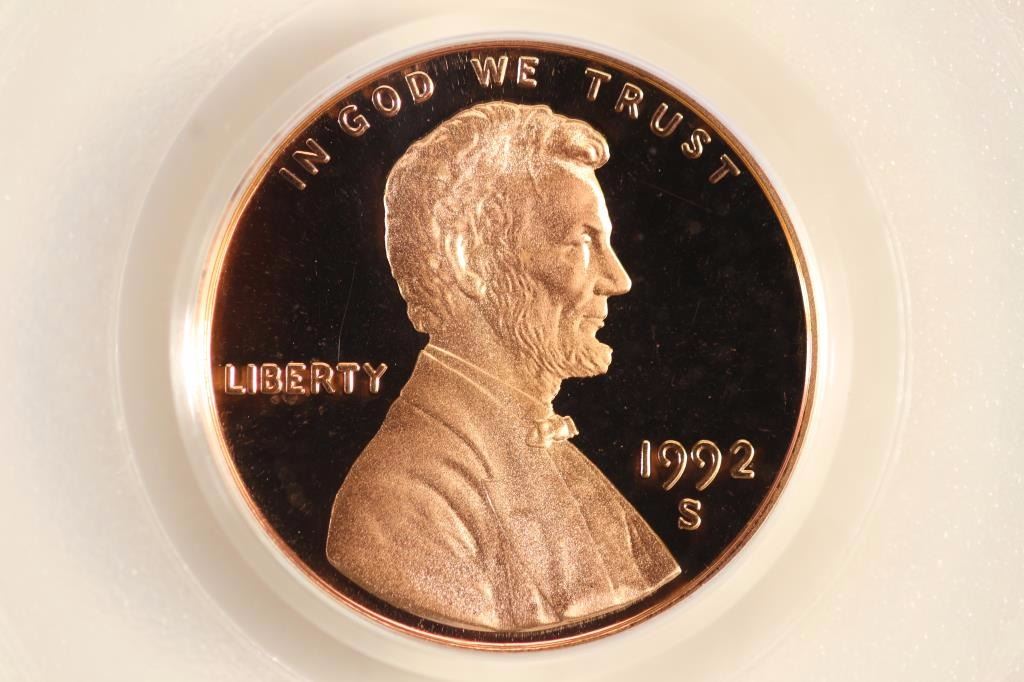 IN GOD WE TRUST
LIBERTY
1992
S